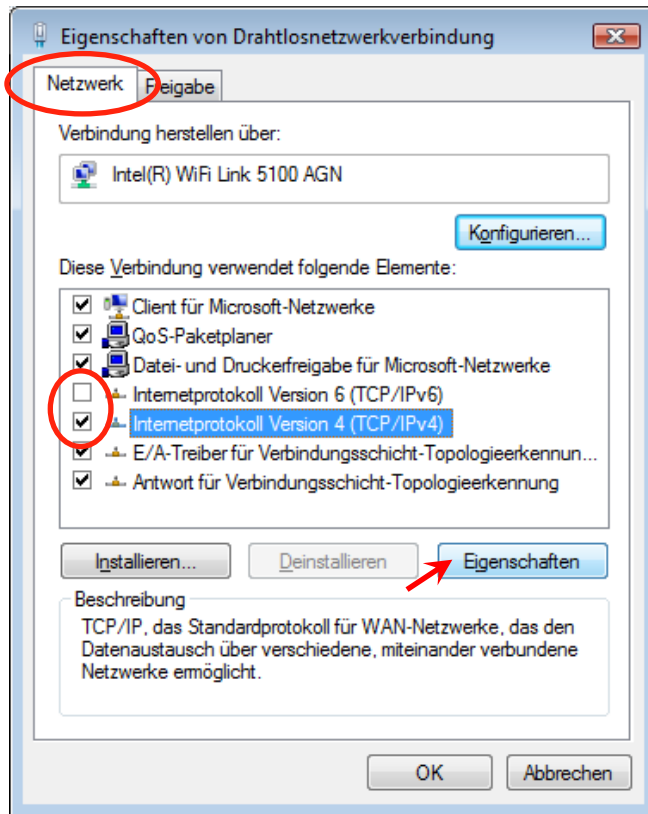 Eigenschaften von Drahtlosnetzwerkverbindung
Netzwerk Freigabe
Verbindung herstellen über:
Intel(R) WiFi Link 5100 AGN
Konfigurieren...
Diese Verbindung verwendet folgende Elemente:
Client für Microsoft-Netzwerke
QoS-Paketplaner
Datei- und Druckerfreigabe für Microsoft-Netzwerke
Internetprotokoll Version 6 (TCP/IPv6)
Internetprotokoll Version 4 (TCP/IPv4)
E/A-Treiber für Verbindungsschicht-Topologieerkennun...
Antwort für Verbindungsschicht-Topologieerkennung
Installieren... Deinstallieren Eigenschaften
Beschreibung
TCP/IP, das Standardprotokoll für WAN-Netzwerke, das den
Datenaustausch über verschiedene, miteinander verbundene
Netzwerke ermöglicht.
OK Abbrechen